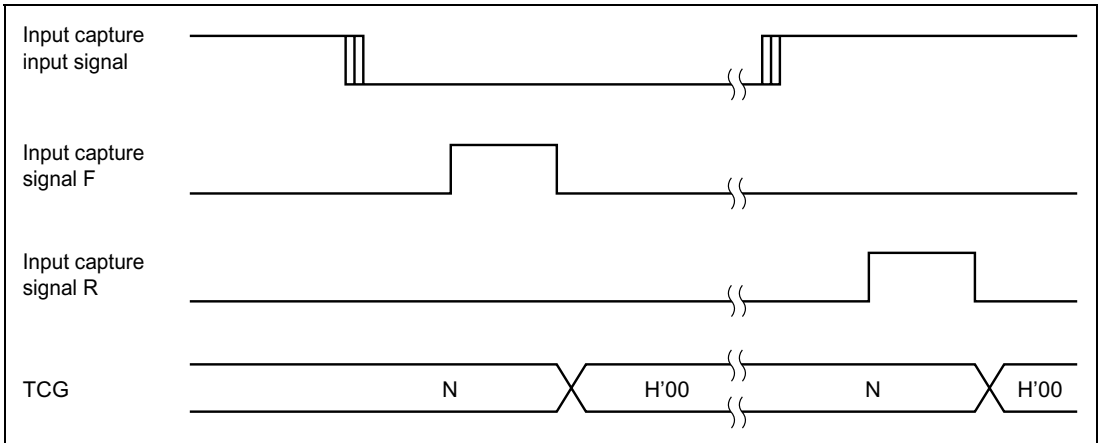 Input capture
input signal
Input capture
signal F
Input capture
signal R
TCG
N
H'00
N
H'00